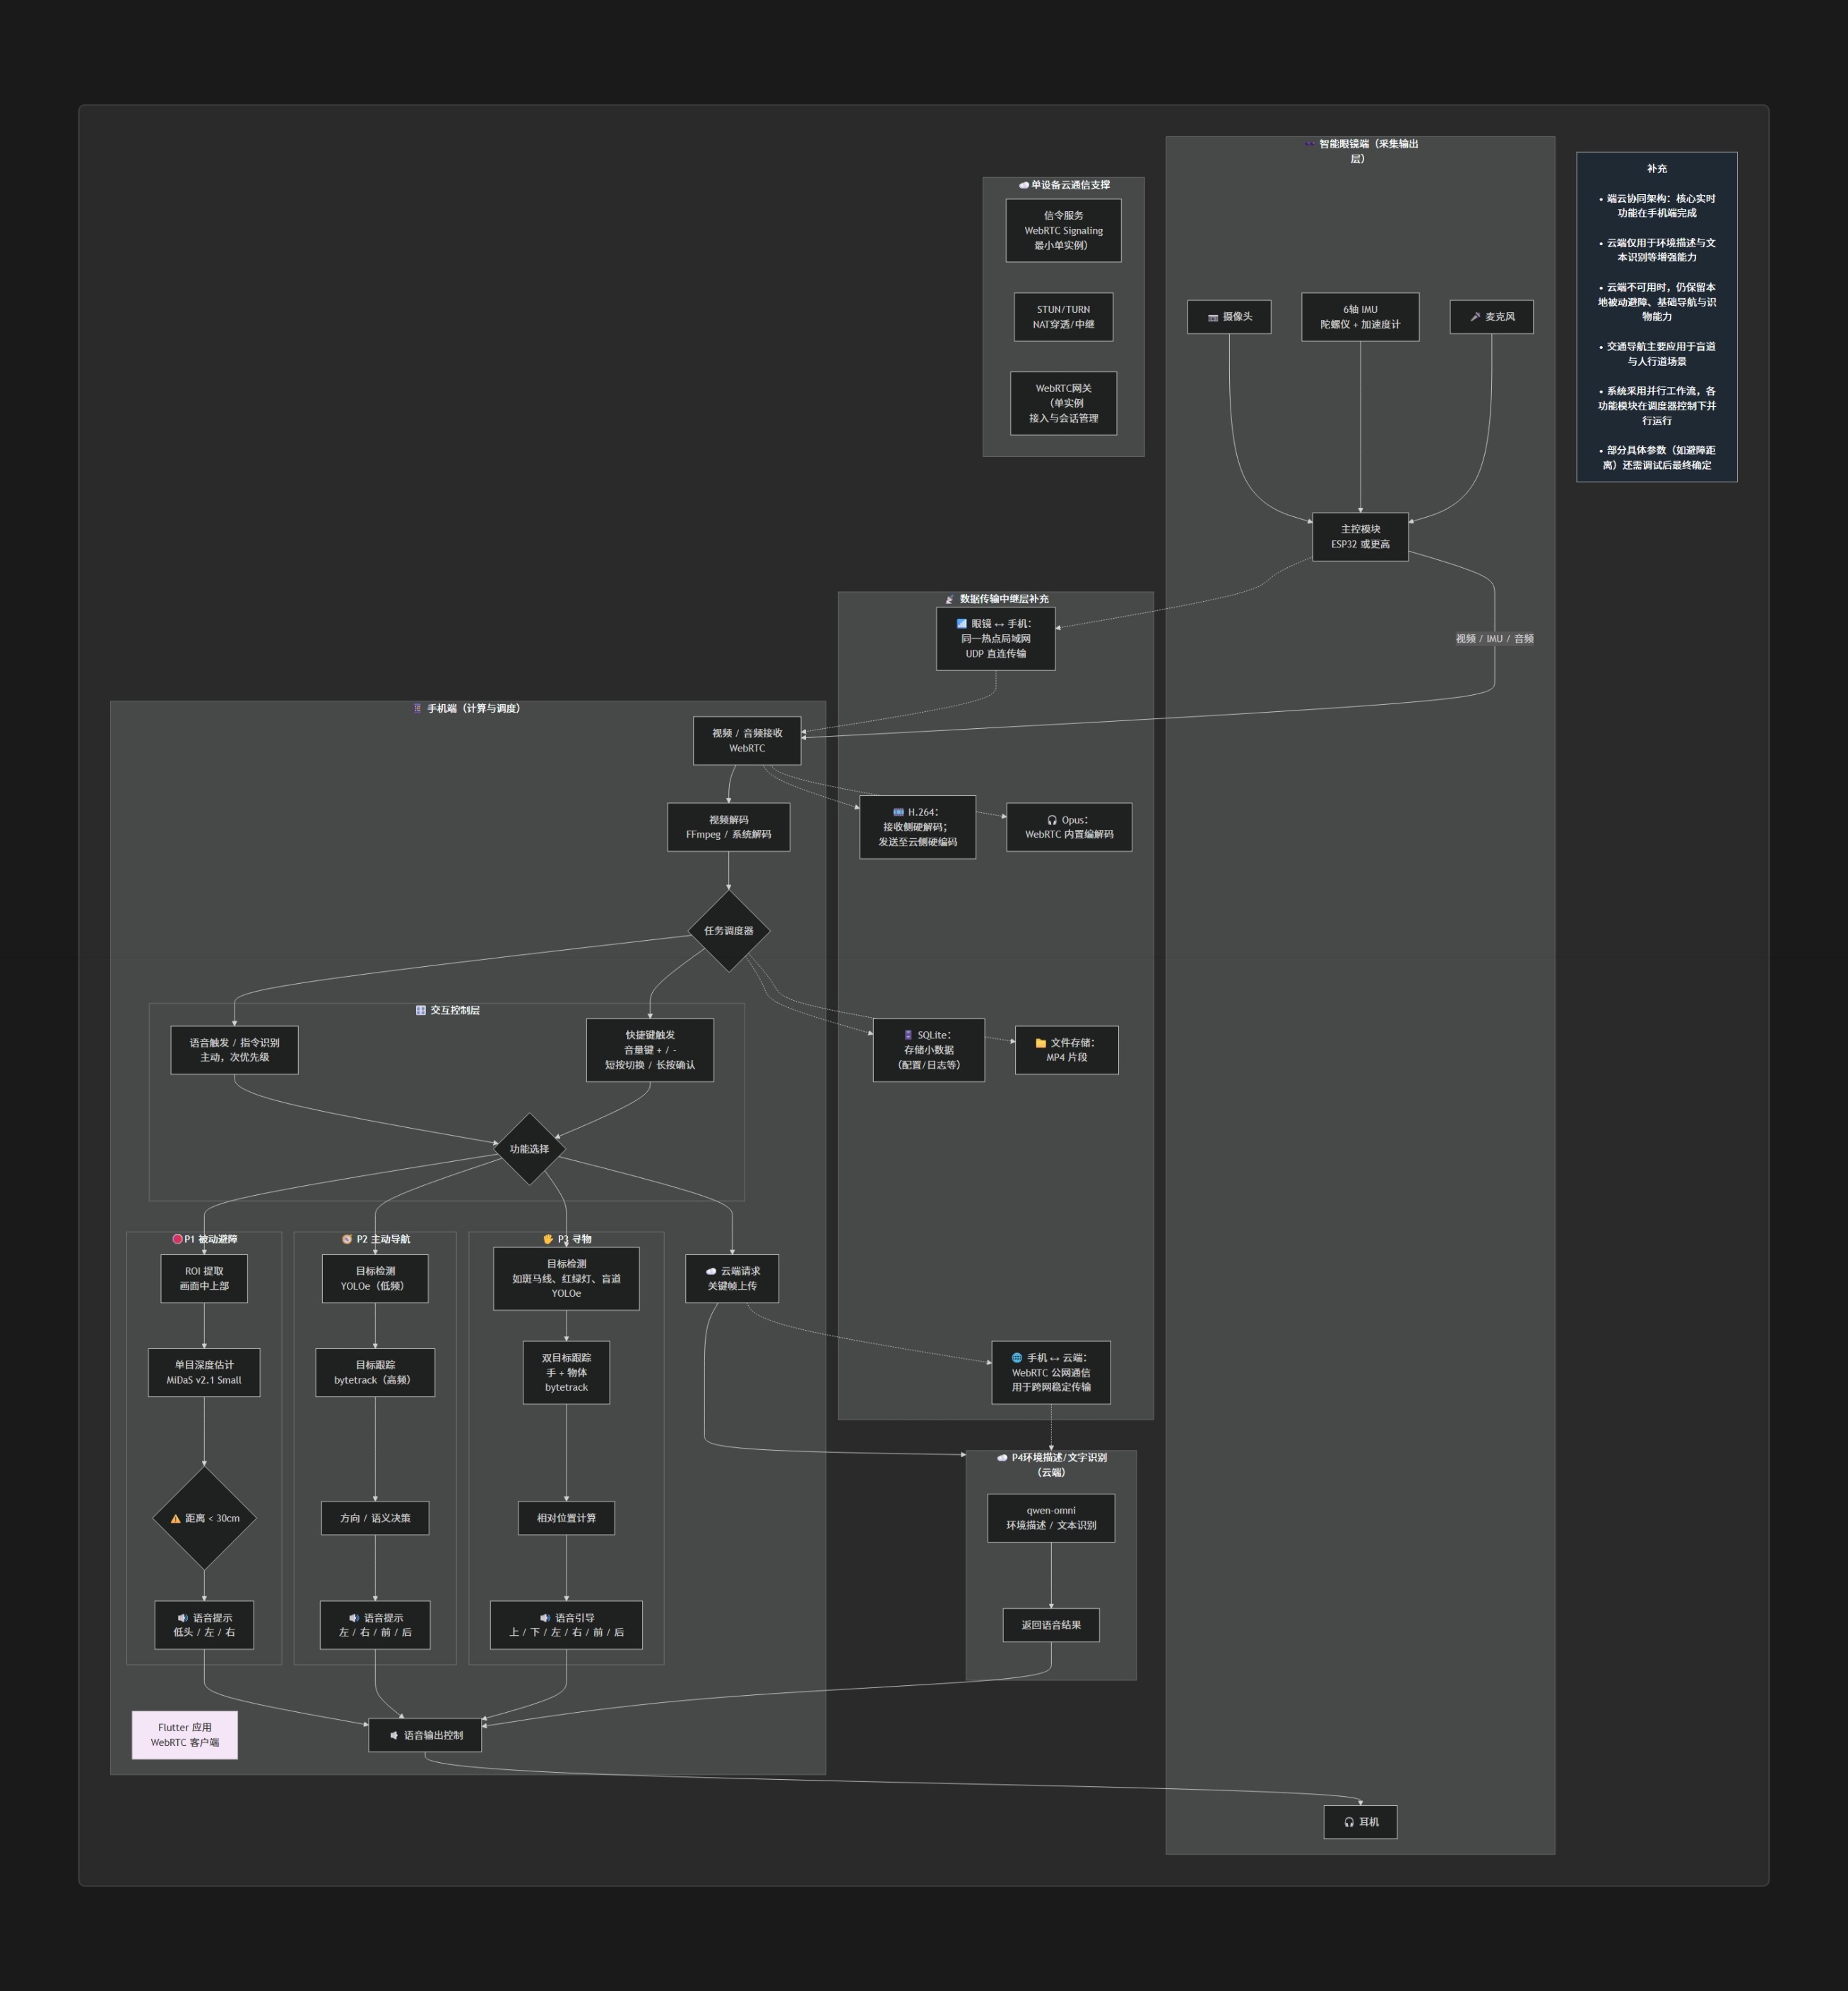 智能眼镜端（采集输出
层）
摄像头
6轴 IMU
陀螺仪 + 加速度计
麦克风
主控模块
ESP32 或更高
视频 / IMU / 音频
耳机
补充
• 端云协同架构：核心实时
功能在手机端完成
• 云端仅用于环境描述与文
本识别等增强能力
• 云端不可用时，仍保留本
地被动避障、基础导航与识
物能力
• 交通导航主要应用于盲道
与人行道场景
• 系统采用并行工作流，各
功能模块在调度器控制下并
行运行
• 部分具体参数（如避障距
离）还需调试后最终确定
单设备云通信支撑
信令服务
WebRTC Signaling
最小单实例）
STUN/TURN
NAT穿透/中继
WebRTC网关
（单实例
接入与会话管理
数据传输中继层补充
眼镜 ↔ 手机：
同一热点局域网
UDP 直连传输
H.264：
接收侧硬解码；
发送至云侧硬编码
Opus：
WebRTC 内置编解码
SQLite：
存储小数据
（配置/日志等）
文件存储：
MP4 片段
手机 ↔ 云端：
WebRTC 公网通信
用于跨网稳定传输
手机端（计算与调度）
视频 / 音频接收
WebRTC
视频解码
FFmpeg / 系统解码
任务调度器
交互控制层
语音触发 / 指令识别
主动，次优先级
快捷键触发
音量键 + / -
短按切换 / 长按确认
功能选择
P1 被动避障
ROI 提取
画面中上部
单目深度估计
MiDaS v2.1 Small
⚠️ 距离 < 30cm
语音提示
低头 / 左 / 右
P2 主动导航
目标检测
YOLOe（低频）
目标跟踪
bytetrack（高频）
方向 / 语义决策
语音提示
左 / 右 / 前 / 后
P3 寻物
目标检测
如斑马线、红绿灯、盲道
YOLOe
双目标跟踪
手 + 物体
bytetrack
相对位置计算
语音引导
上 / 下 / 左 / 右 / 前 / 后
云端请求
关键帧上传
P4环境描述/文字识别
（云端）
qwen-omni
环境描述 / 文本识别
返回语音结果
Flutter 应用
WebRTC 客户端
语音输出控制